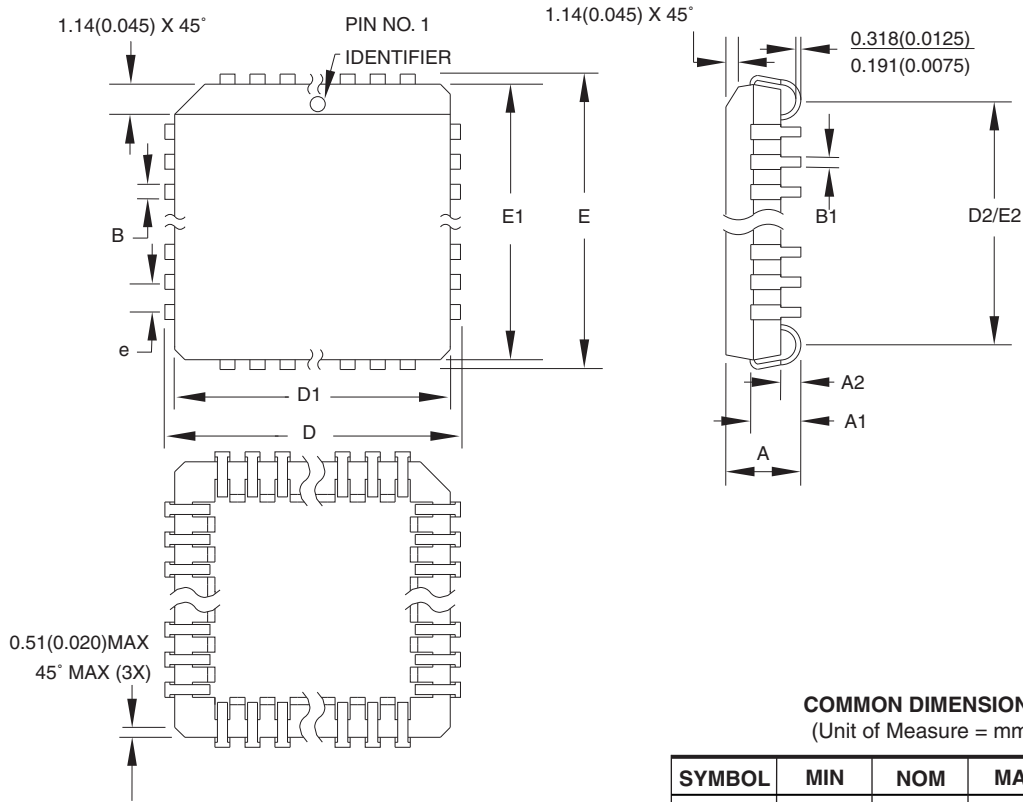 1.14(0.045) X 45˚
PIN NO. 1
IDENTIFIER
1.14(0.045) X 45˚
0.318(0.0125)
0.191(0.0075)
E1
E
B
e
D1
D
B1
D2/E2
A2
A1
A
0.51(0.020)MAX
45˚ MAX (3X)
COMMON DIMENSION
(Unit of Measure = mm
SYMBOL MIN NOM MA